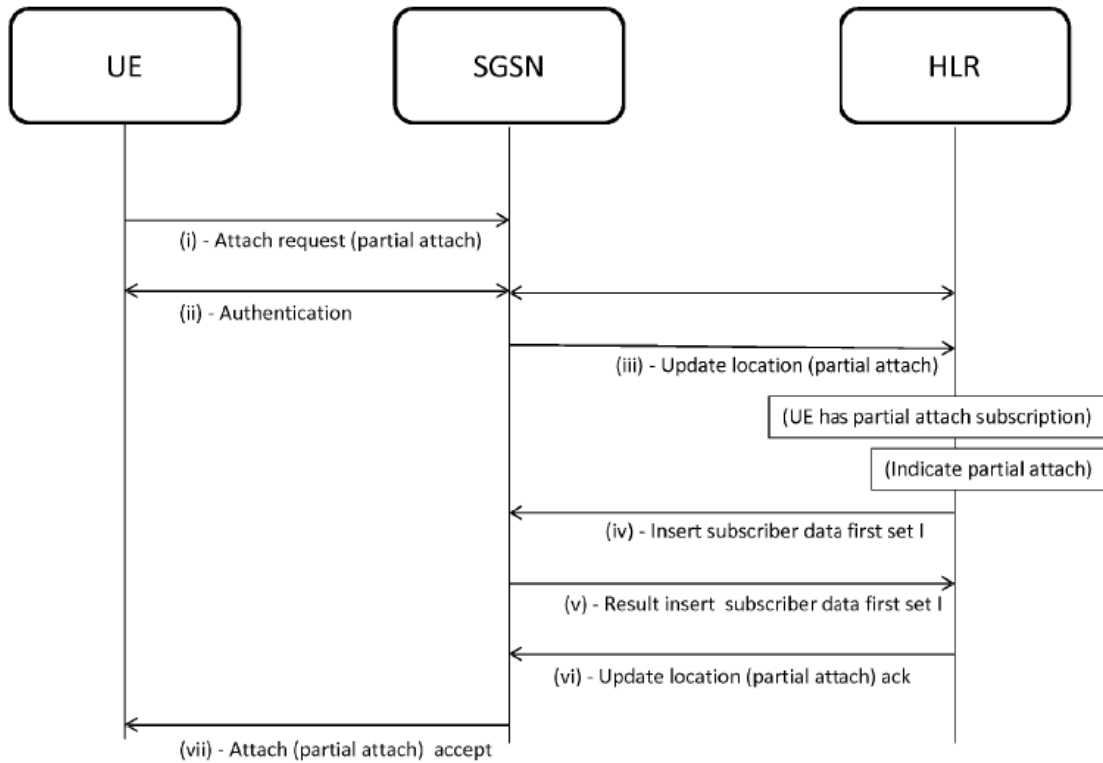 UE
SGSN
HLR
(i) - Attach request (partial attach)
(ii) - Authentication
(iii) - Update location (partial attach)
(UE has partial attach subscription)
(Indicate partial attach)
(iv) - Insert subscriber data first set I
(v) - Result insert subscriber data first set I
(vi) - Update location (partial attach) ack
(vii) - Attach (partial attach) accept